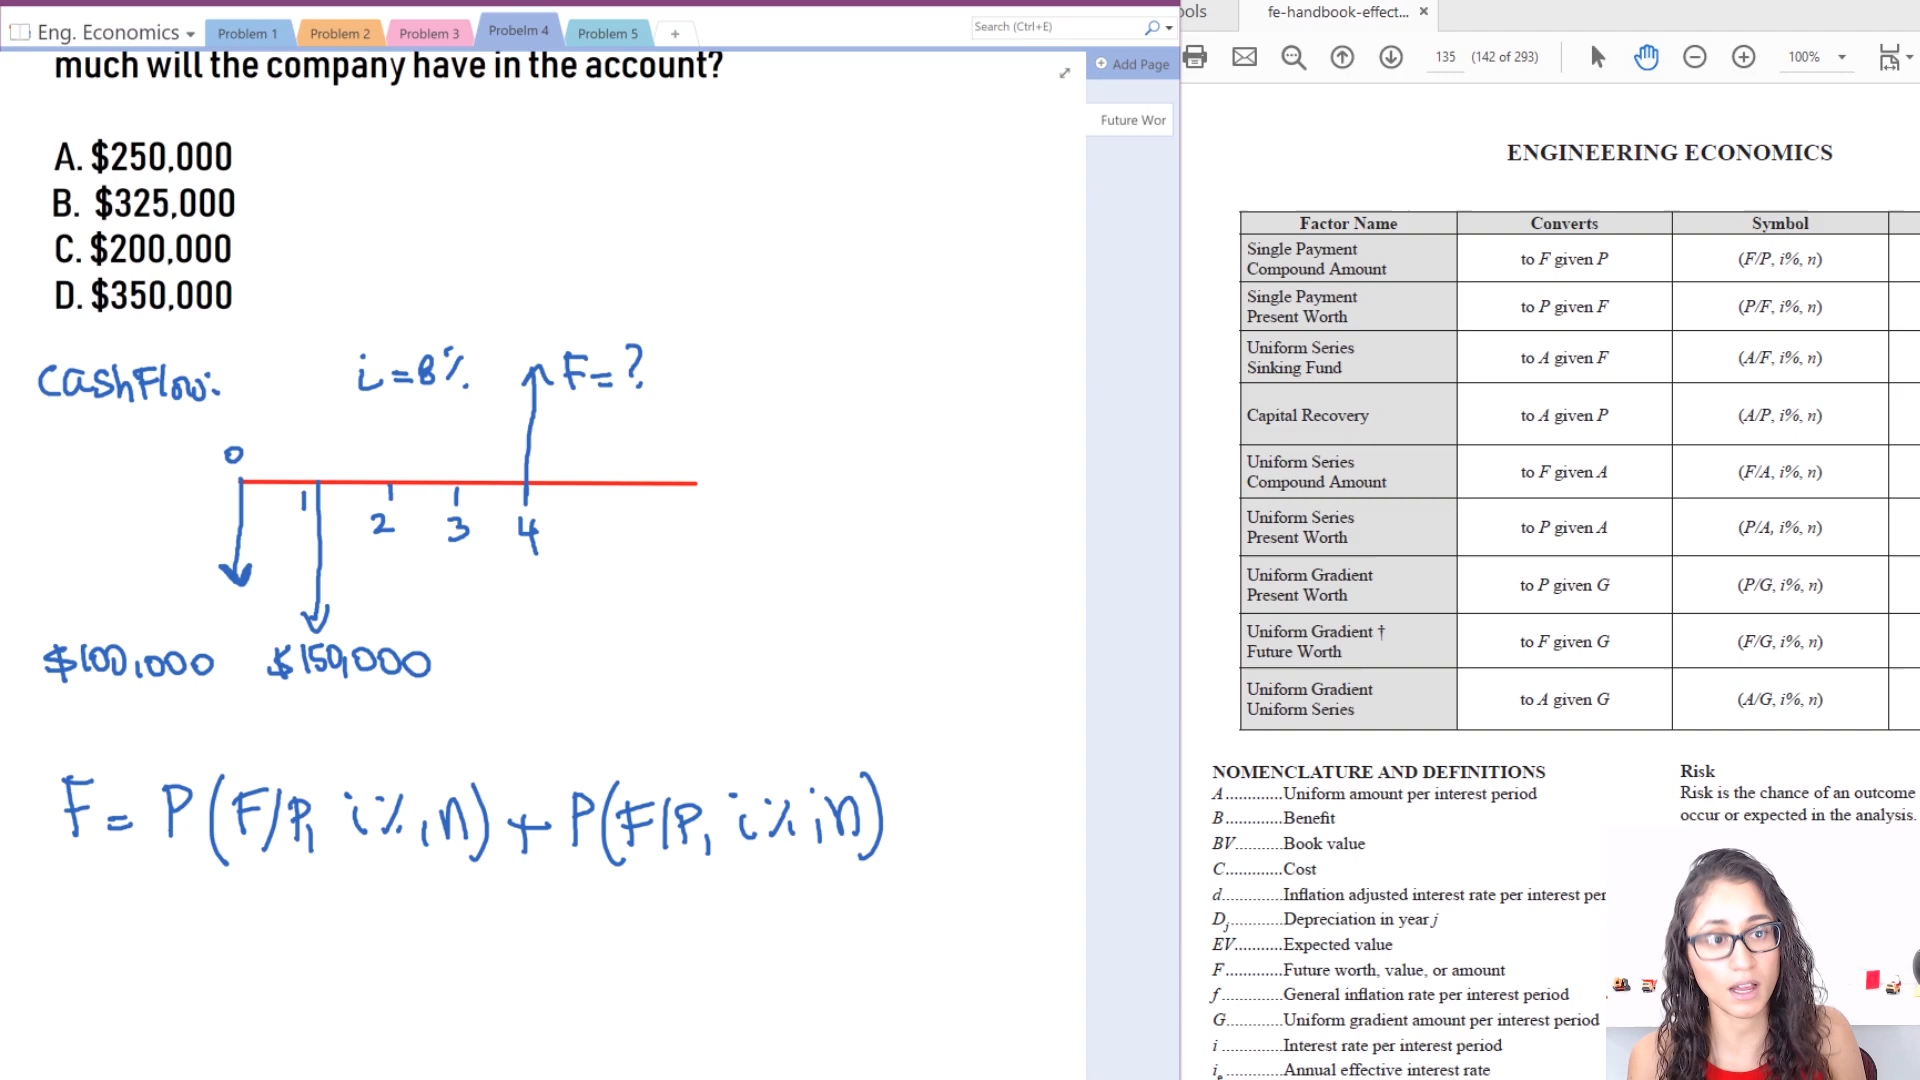 Eng. Economics
Problem 1
Problem 2
Problem 3
Probelm 4
Problem 5
+
Search (Ctrl+E)
much will the company have in the account?
Add Page
Future Wor
A. $250,000
B. $325,000
C. $200,000
D. $350,000
CashFlow:
i = 8%
F = ?
0
1
2
3
4
$100,000
$150,000
F = P(F/P, i%, n) + P(F/P, i%, n)
ools
fe-handbook-effect...
135
(142 of 293)
100%
ENGINEERING ECONOMICS
Factor Name Converts Symbol
Single Payment
Compound Amount
to F given P
(F/P, i%, n)
Single Payment
Present Worth
to P given F
(P/F, i%, n)
Uniform Series
Sinking Fund
to A given F
(A/F, i%, n)
Capital Recovery
to A given P
(A/P, i%, n)
Uniform Series
Compound Amount
to F given A
(F/A, i%, n)
Uniform Series
Present Worth
to P given A
(P/A, i%, n)
Uniform Gradient
Present Worth
to P given G
(P/G, i%, n)
Uniform Gradient †
Future Worth
to F given G
(F/G, i%, n)
Uniform Gradient
Uniform Series
to A given G
(A/G, i%, n)
NOMENCLATURE AND DEFINITIONS
A.............Uniform amount per interest period
B.............Benefit
BV...........Book value
C.............Cost
d.............Inflation adjusted interest rate per interest per
Dj............Depreciation in year j
EV...........Expected value
F.............Future worth, value, or amount
f..............General inflation rate per interest period
G.............Uniform gradient amount per interest period
i..............Interest rate per interest period
ie.............Annual effective interest rate
Risk
Risk is the chance of an outcome
occur or expected in the analysis.